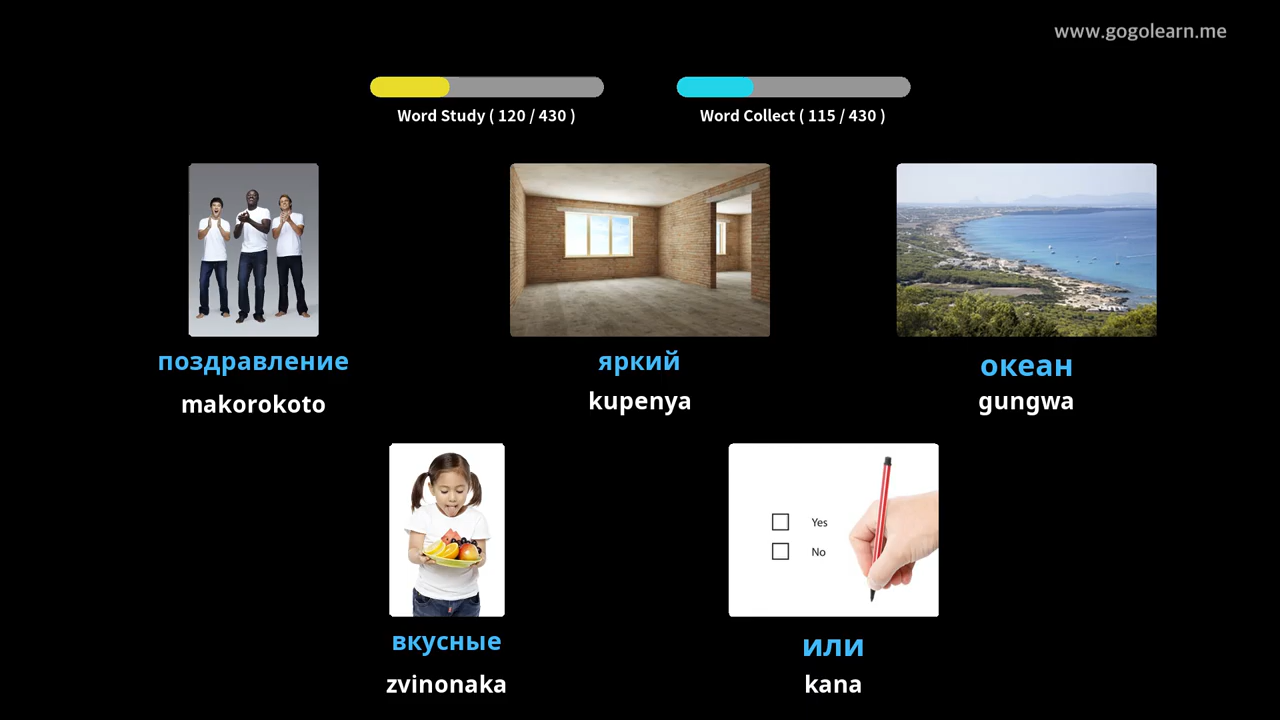 www.gogolearn.me
Word Study ( 120 / 430 )
Word Collect ( 115 / 430 )
поздравление
makorokoto
яркий
kupenya
океан
gungwa
Yes
No
вкусные
zvinonaka
или
kana